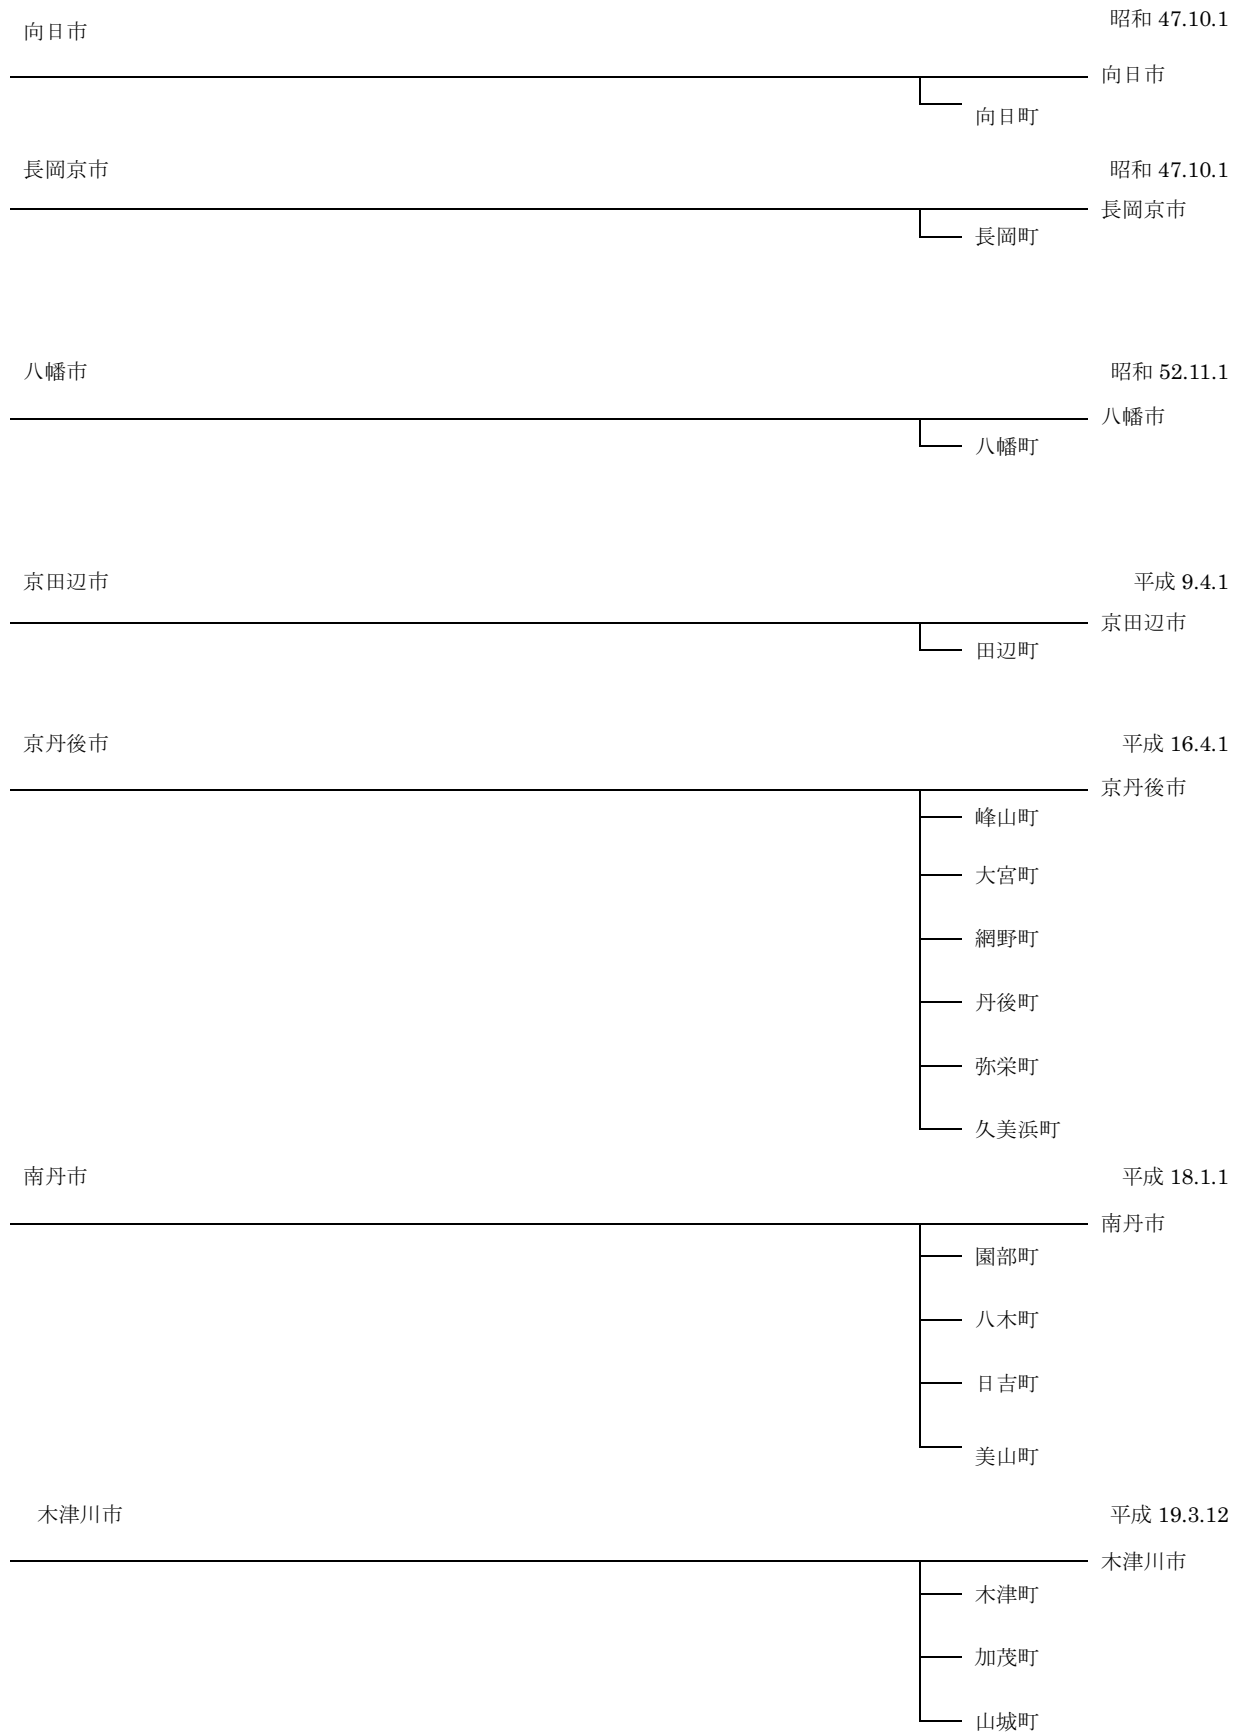 向日市
昭和 47.10.1
向日市
向日町
長岡京市
昭和 47.10.1
長岡京市
長岡町
八幡市
昭和 52.11.1
八幡市
八幡町
京田辺市
平成 9.4.1
京田辺市
田辺町
京丹後市
平成 16.4.1
京丹後市
峰山町
大宮町
網野町
丹後町
弥栄町
久美浜町
南丹市
平成 18.1.1
南丹市
園部町
八木町
日吉町
美山町
木津川市
平成 19.3.12
木津川市
木津町
加茂町
山城町